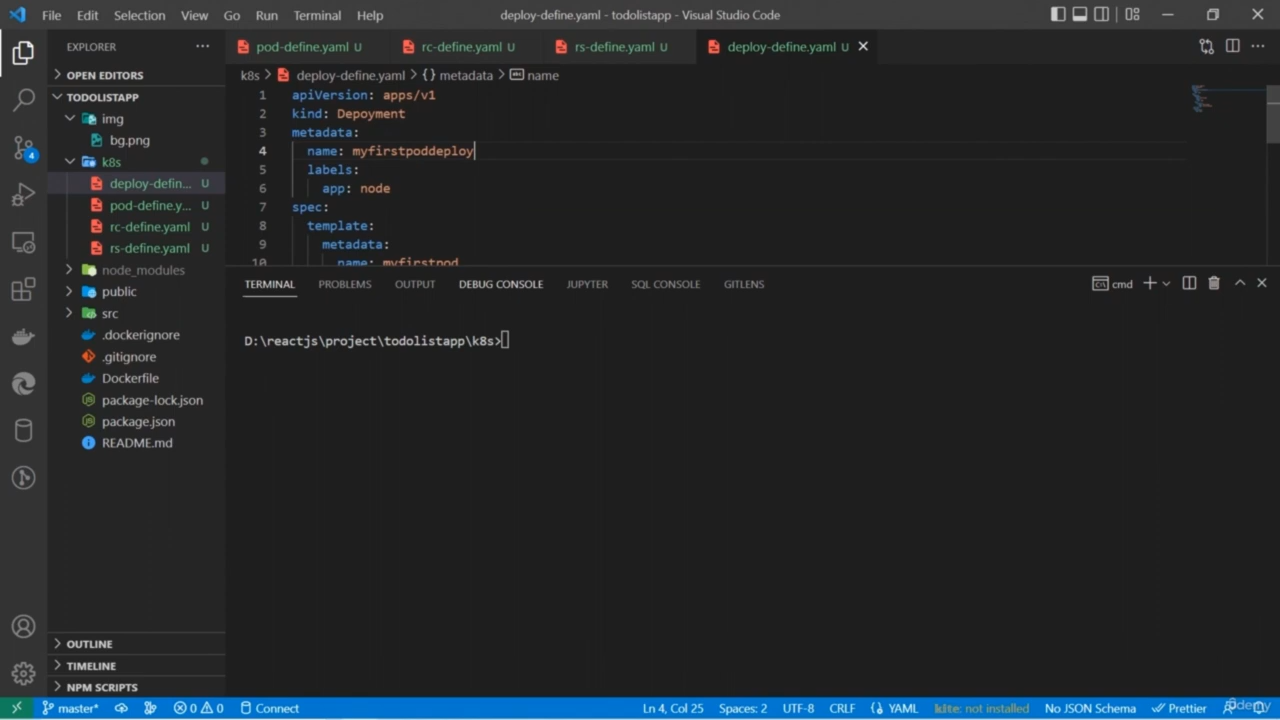 File Edit Selection View Go Run Terminal Help deploy-define.yaml - todolistapp - Visual Studio Code
EXPLORER
OPEN EDITORS
TODOLISTAPP
img
bg.png
k8s
deploy-defin... U
pod-define.y... U
rc-define.yaml U
rs-define.yaml U
node_modules
public
src
.dockerignore
.gitignore
Dockerfile
package-lock.json
package.json
README.md
OUTLINE
TIMELINE
NPM SCRIPTS
4
pod-define.yaml U rc-define.yaml U rs-define.yaml U deploy-define.yaml U
k8s > deploy-define.yaml > {} metadata > abc name
1 apiVersion: apps/v1
2 kind: Depoyment
3 metadata:
4 name: myfirstpoddeploy
5 labels:
6 app: node
7 spec:
8 template:
9 metadata:
10 name: myfirstpod
TERMINAL PROBLEMS OUTPUT DEBUG CONSOLE JUPYTER SQL CONSOLE GITLENS cmd
D:\reactjs\project\todolistapp\k8s>
master* 0 0 Connect Ln 4, Col 25 Spaces: 2 UTF-8 CRLF YAML not installed No JSON Schema Prettier
Udemy